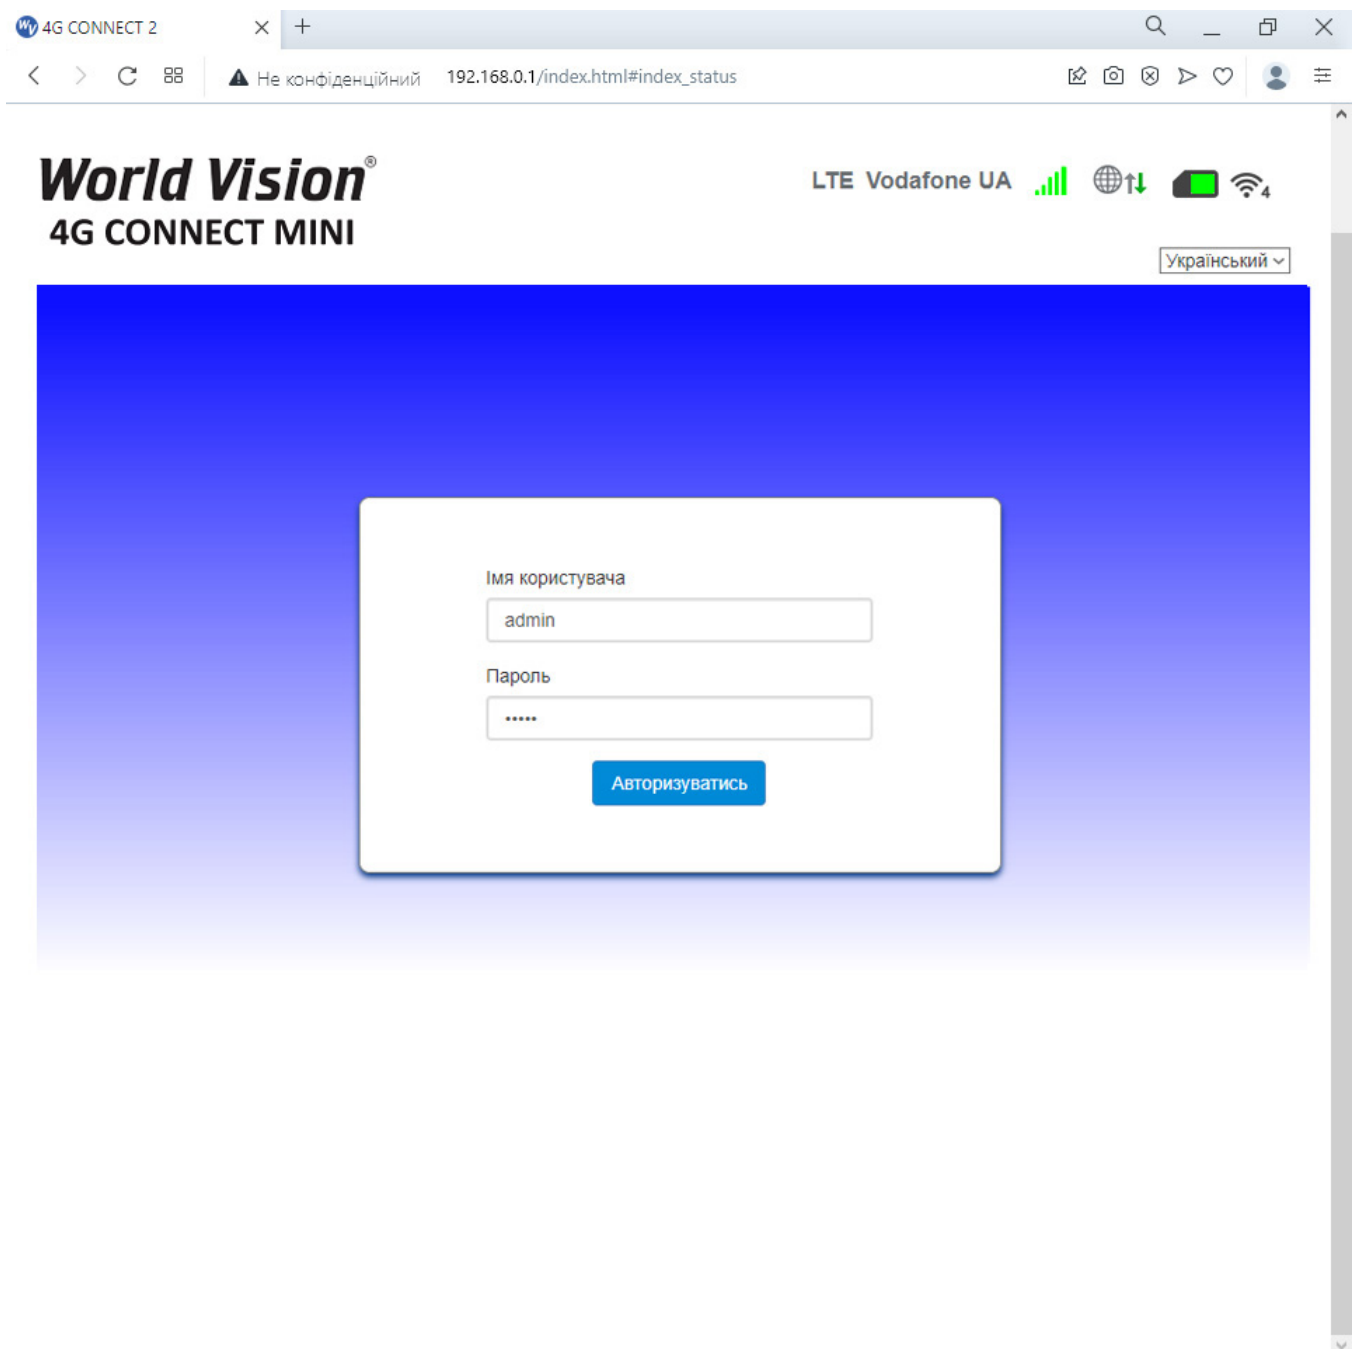 4G CONNECT 2
Не конфіденційний 192.168.0.1/index.html#index_status
World Vision®
4G CONNECT MINI
LTE Vodafone UA
4
Український
Імя користувача
admin
Пароль
•••••
Авторизуватись